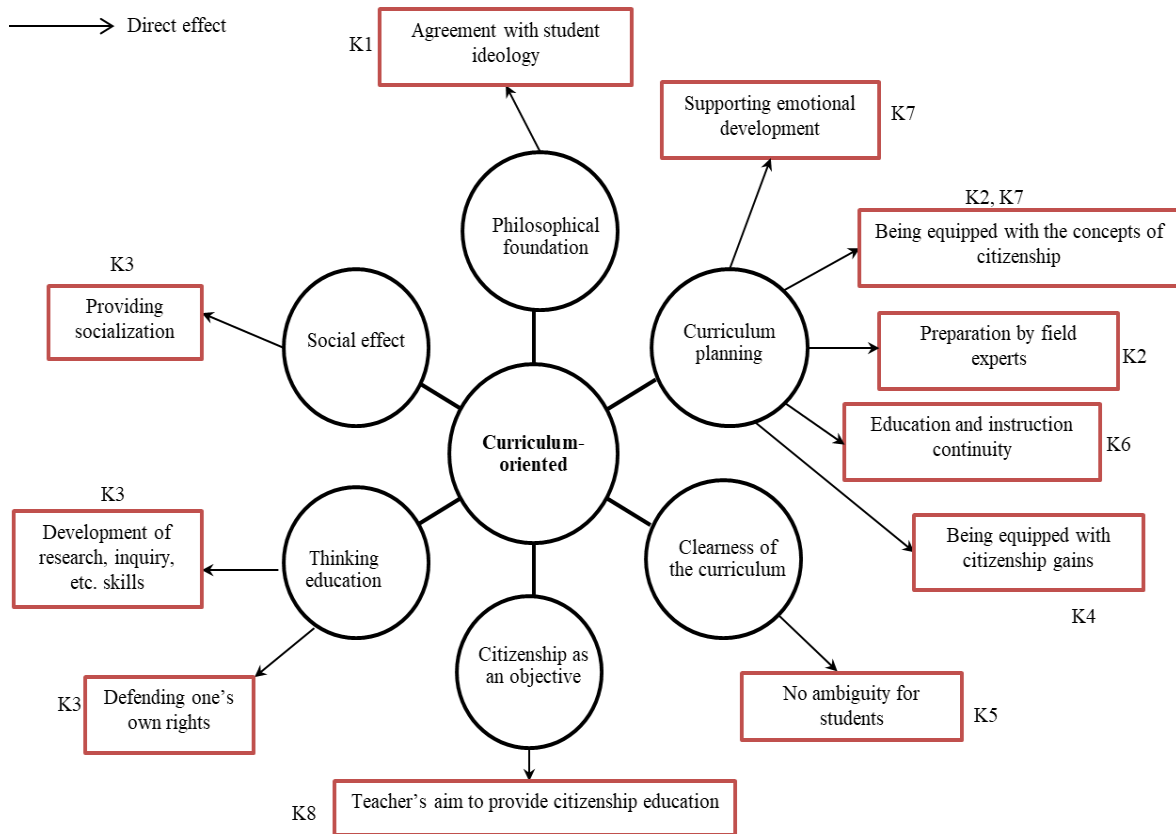 Direct effect
K1
Agreement with student
ideology
Supporting emotional
development
K7
Philosophical
foundation
K2, K7
Being equipped with the concepts of
citizenship
K3
Providing
socialization
Social effect
Curriculum
planning
Preparation by field
experts
K2
Curriculum-
oriented
Education and instruction
continuity
K6
K3
Development of
research, inquiry,
etc. skills
Thinking
education
Clearness of
the curriculum
Being equipped with
citizenship gains
K4
Citizenship as
an objective
K3
Defending one’s
own rights
No ambiguity for
students
K5
K8
Teacher’s aim to provide citizenship education